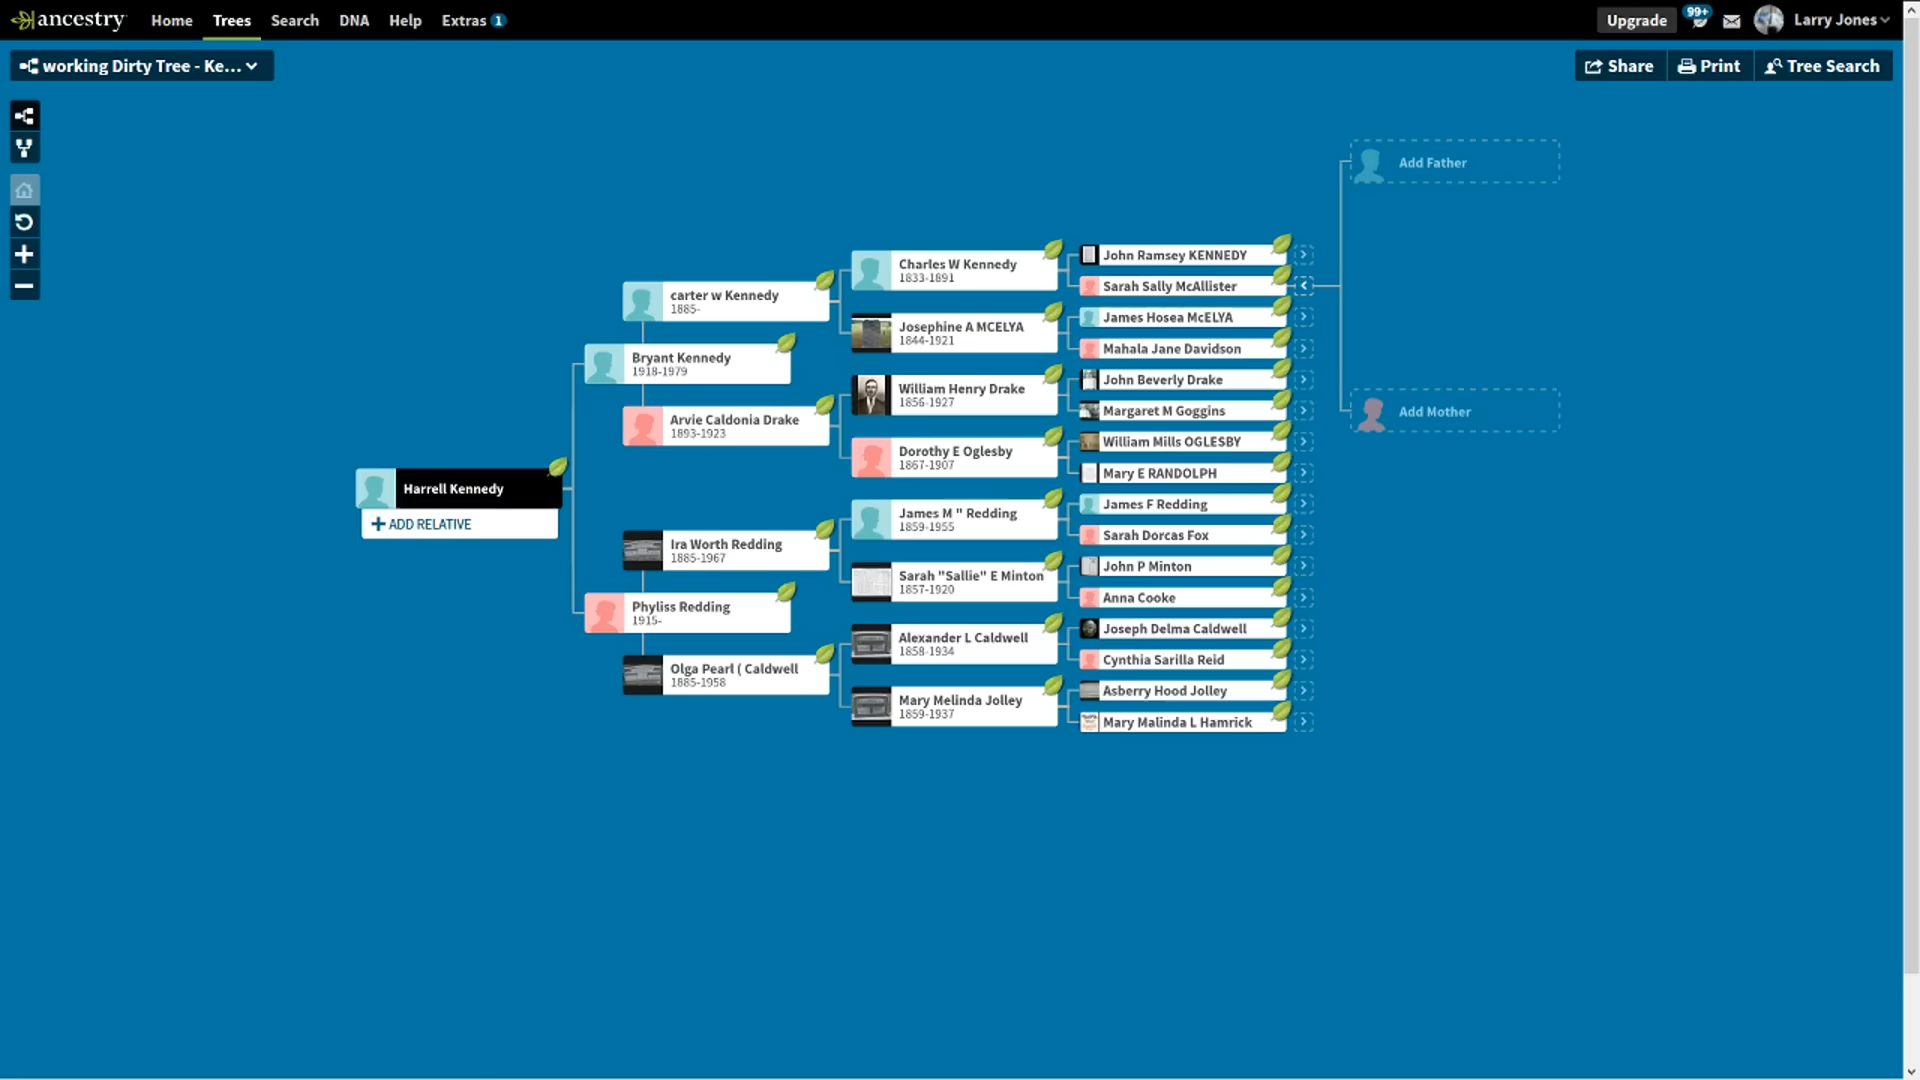 ancestry
Home
Trees
Search
DNA
Help
Extras 1
Upgrade
99+
Larry Jones
working Dirty Tree - Ke...
Share
Print
Tree Search
Harrell Kennedy
ADD RELATIVE
Bryant Kennedy
1918-1979
Phyliss Redding
1915-
carter w Kennedy
1885-
Arvie Caldonia Drake
1893-1923
Ira Worth Redding
1885-1967
Olga Pearl ( Caldwell
1885-1958
Charles W Kennedy
1833-1891
Josephine A MCELYA
1844-1921
William Henry Drake
1856-1927
Dorothy E Oglesby
1867-1907
James M " Redding
1859-1955
Sarah "Sallie" E Minton
1857-1920
Alexander L Caldwell
1858-1934
Mary Melinda Jolley
1859-1937
John Ramsey KENNEDY
Sarah Sally McAllister
James Hosea McELYA
Mahala Jane Davidson
John Beverly Drake
Margaret M Goggins
William Mills OGLESBY
Mary E RANDOLPH
James F Redding
Sarah Dorcas Fox
John P Minton
Anna Cooke
Joseph Delma Caldwell
Cynthia Sarilla Reid
Asberry Hood Jolley
Mary Malinda L Hamrick
Add Father
Add Mother